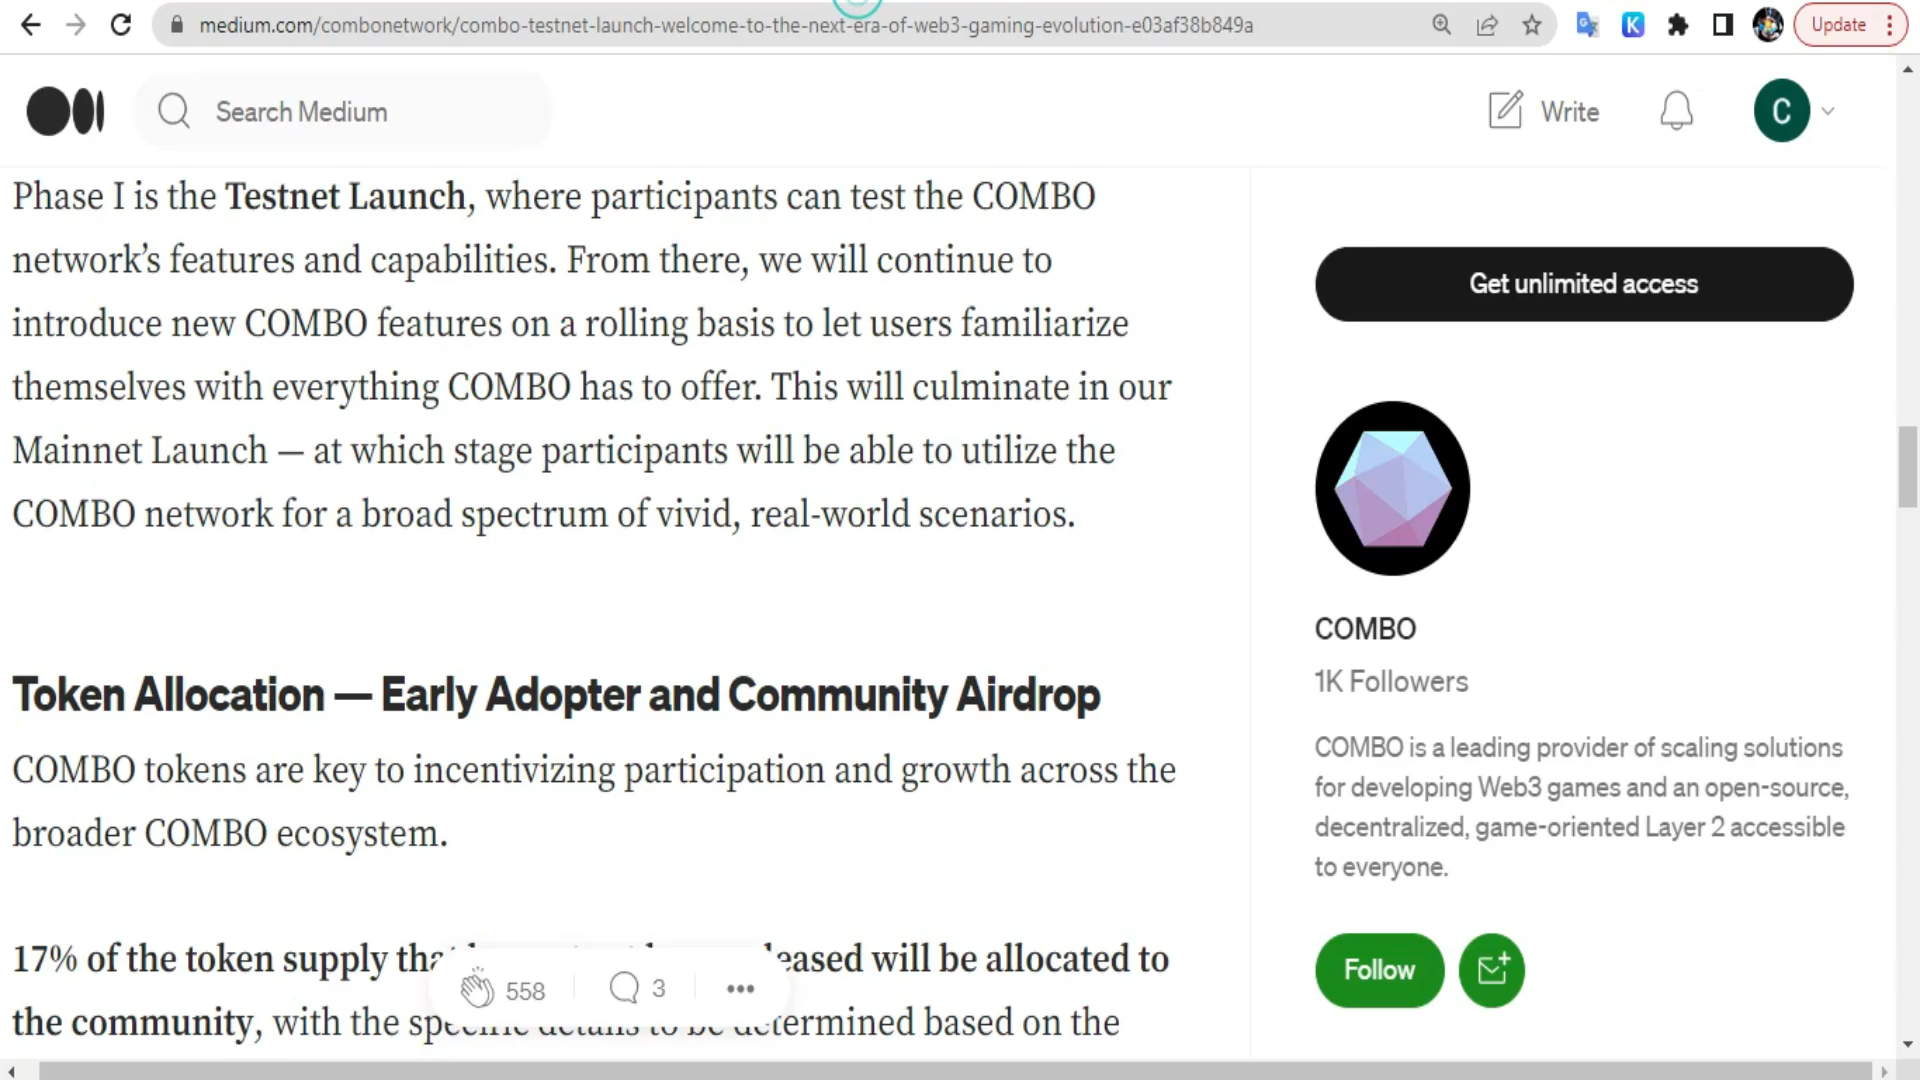 medium.com/combonetwork/combo-testnet-launch-welcome-to-the-next-era-of-web3-gaming-evolution-e03af38b849a
K
Update
Search Medium
Write
C
Phase I is the Testnet Launch, where participants can test the COMBO
network’s features and capabilities. From there, we will continue to
introduce new COMBO features on a rolling basis to let users familiarize
themselves with everything COMBO has to offer. This will culminate in our
Mainnet Launch — at which stage participants will be able to utilize the
COMBO network for a broad spectrum of vivid, real-world scenarios.
Token Allocation — Early Adopter and Community Airdrop
COMBO tokens are key to incentivizing participation and growth across the
broader COMBO ecosystem.
17% of the token supply will be allocated to
the community, with the specific details to be determined based on the
558
3
Get unlimited access
COMBO
1K Followers
COMBO is a leading provider of scaling solutions
for developing Web3 games and an open-source,
decentralized, game-oriented Layer 2 accessible
to everyone.
Follow